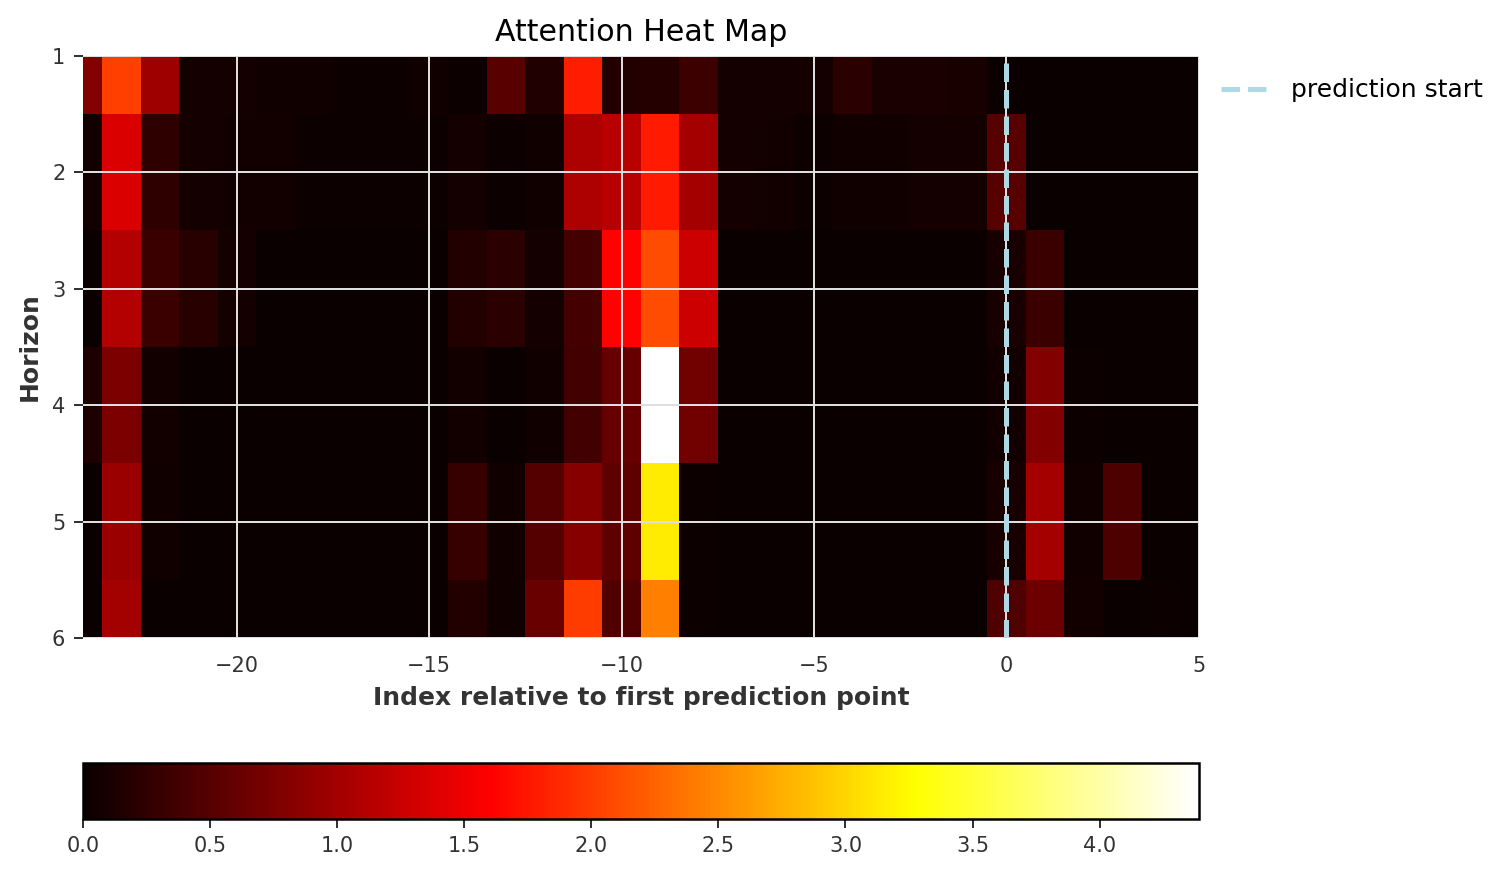 Attention Heat Map
prediction start
Horizon
1
2
3
4
5
6
−20 −15 −10 −5 0 5
Index relative to first prediction point
0.0 0.5 1.0 1.5 2.0 2.5 3.0 3.5 4.0